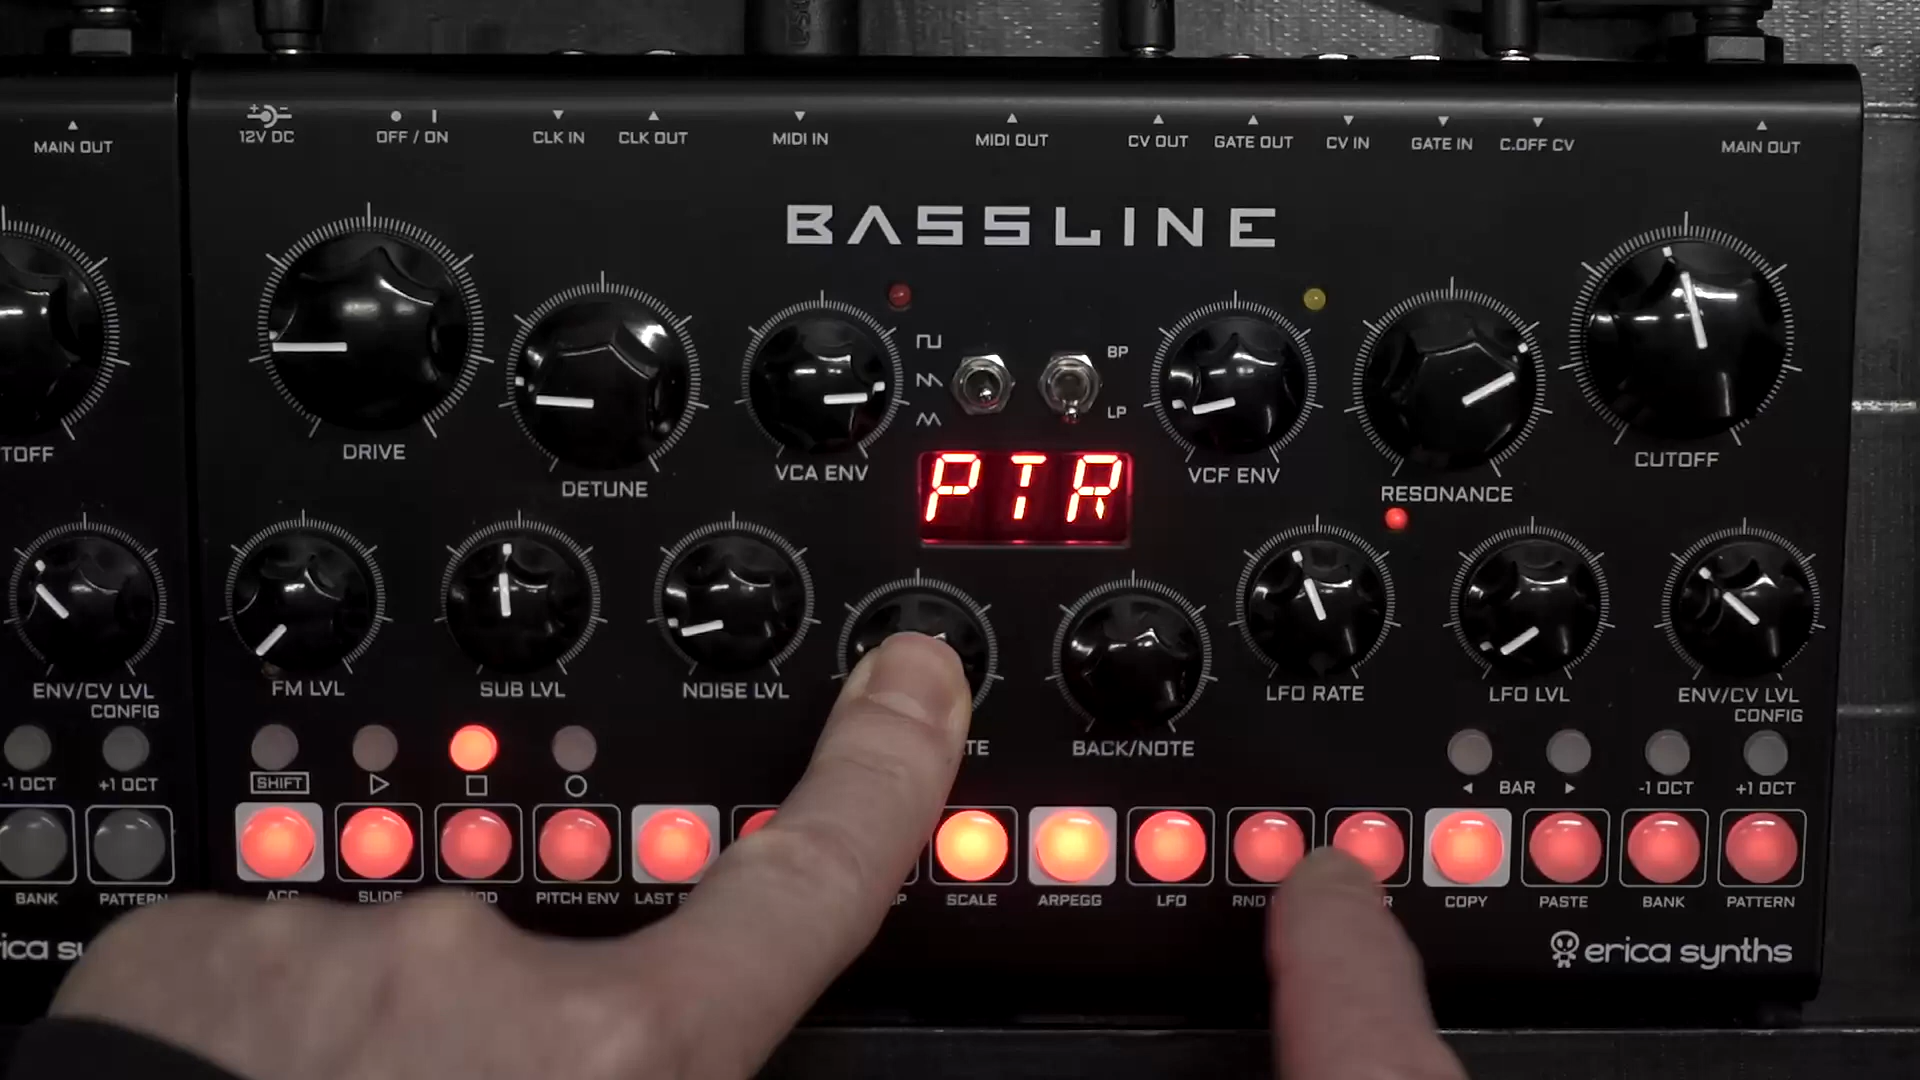 MAIN OUT
12V DC
OFF / ON
CLK IN
CLK OUT
MIDI IN
MIDI OUT
CV OUT
GATE OUT
CV IN
GATE IN
C.OFF CV
MAIN OUT
BASSLINE
BP
LP
DRIVE
DETUNE
VCA ENV
VCF ENV
RESONANCE
CUTOFF
PTR
ENV/CV LVL
CONFIG
FM LVL
SUB LVL
NOISE LVL
BACK/NOTE
LFO RATE
LFO LVL
ENV/CV LVL
CONFIG
-1 OCT
+1 OCT
SHIFT
BAR
-1 OCT
+1 OCT
BANK
PATTERN
ACC
SLIDE
PITCH ENV
LAST
SCALE
ARPEGG
LFO
RND
COPY
PASTE
BANK
PATTERN
erica synths